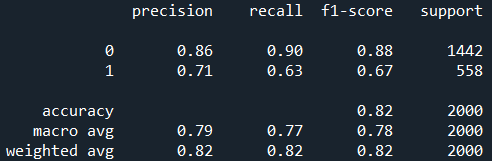 precision recall f1-score support
0 0.86 0.90 0.88 1442
1 0.71 0.63 0.67 558
accuracy 0.82 2000
macro avg 0.79 0.77 0.78 2000
weighted avg 0.82 0.82 0.82 2000